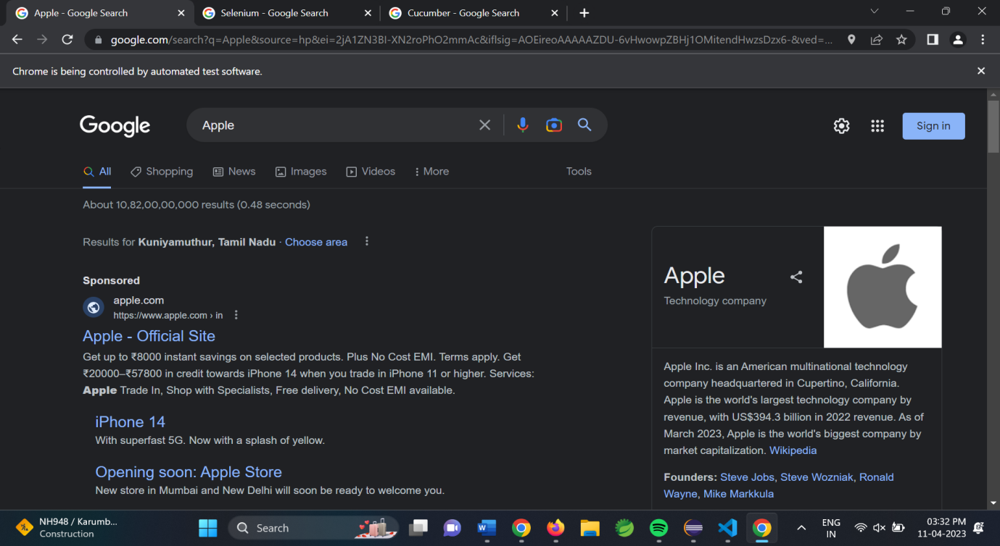 Apple - Google Search
Selenium - Google Search
Cucumber - Google Search
google.com/search?q=Apple&source=hp&ei=2jA1ZN3BI-XN2roPhO2mmAc&iflsig=AOEireoAAAAAZDU-6vHwowpZBHj1OMitendHwzsDzx6-&ved=...
Chrome is being controlled by automated test software.
Google
Apple
Sign in
All
Shopping
News
Images
Videos
More
Tools
About 10,82,00,00,000 results (0.48 seconds)
Results for Kuniyamuthur, Tamil Nadu · Choose area
Sponsored
apple.com
https://www.apple.com › in
Apple - Official Site
Get up to ₹8000 instant savings on selected products. Plus No Cost EMI. Terms apply. Get
₹20000–₹57800 in credit towards iPhone 14 when you trade in iPhone 11 or higher. Services:
Apple Trade In, Shop with Specialists, Free delivery, No Cost EMI available.
iPhone 14
With superfast 5G. Now with a splash of yellow.
Opening soon: Apple Store
New store in Mumbai and New Delhi will soon be ready to welcome you.
Apple
Technology company
Apple Inc. is an American multinational technology
company headquartered in Cupertino, California.
Apple is the world's largest technology company by
revenue, with US$394.3 billion in 2022 revenue. As of
March 2023, Apple is the world's biggest company by
market capitalization. Wikipedia
Founders: Steve Jobs, Steve Wozniak, Ronald
Wayne, Mike Markkula
NH948 / Karumb...
Construction
Search
ENG
IN
03:32 PM
11-04-2023